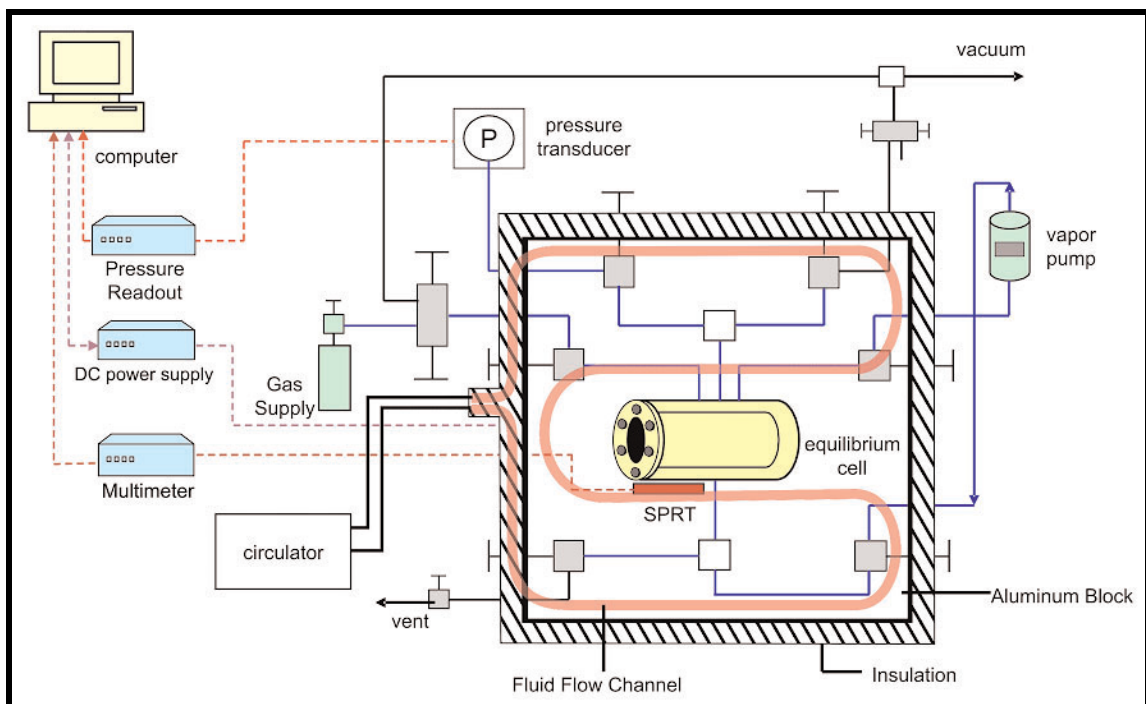 vacuum
P
pressure
transducer
computer
Pressure
Readout
vapor
pump
DC power supply
Gas
Supply
equilibrium
cell
Multimeter
SPRT
circulator
Aluminum Block
vent
Insulation
Fluid Flow Channel